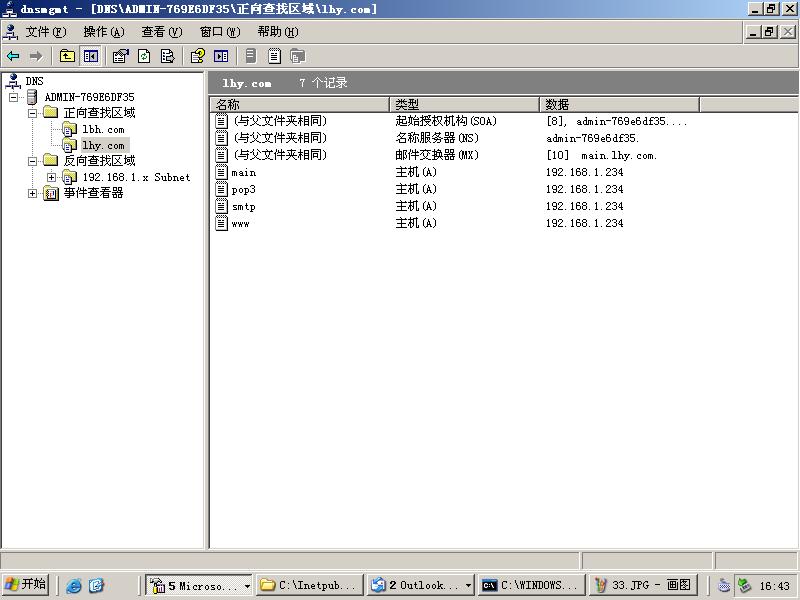 dnsmgmt - [DNS\ADMIN-769E6DF35\正向查找区域\lhy.com]
文件(F) 操作(A) 查看(V) 窗口(W) 帮助(H)
DNS
ADMIN-769E6DF35
正向查找区域
lbh.com
lhy.com
反向查找区域
192.168.1.x Subnet
事件查看器
lhy.com 7 个记录
名称 类型 数据
(与父文件夹相同) 起始授权机构(SOA) [8], admin-769e6df35....
(与父文件夹相同) 名称服务器(NS) admin-769e6df35.
(与父文件夹相同) 邮件交换器(MX) [10] main.lhy.com.
main 主机(A) 192.168.1.234
pop3 主机(A) 192.168.1.234
smtp 主机(A) 192.168.1.234
www 主机(A) 192.168.1.234
开始 5 Microso... C:\Inetpub... 2 Outlook... C:\WINDOWS... 33.JPG - 画图 16:43